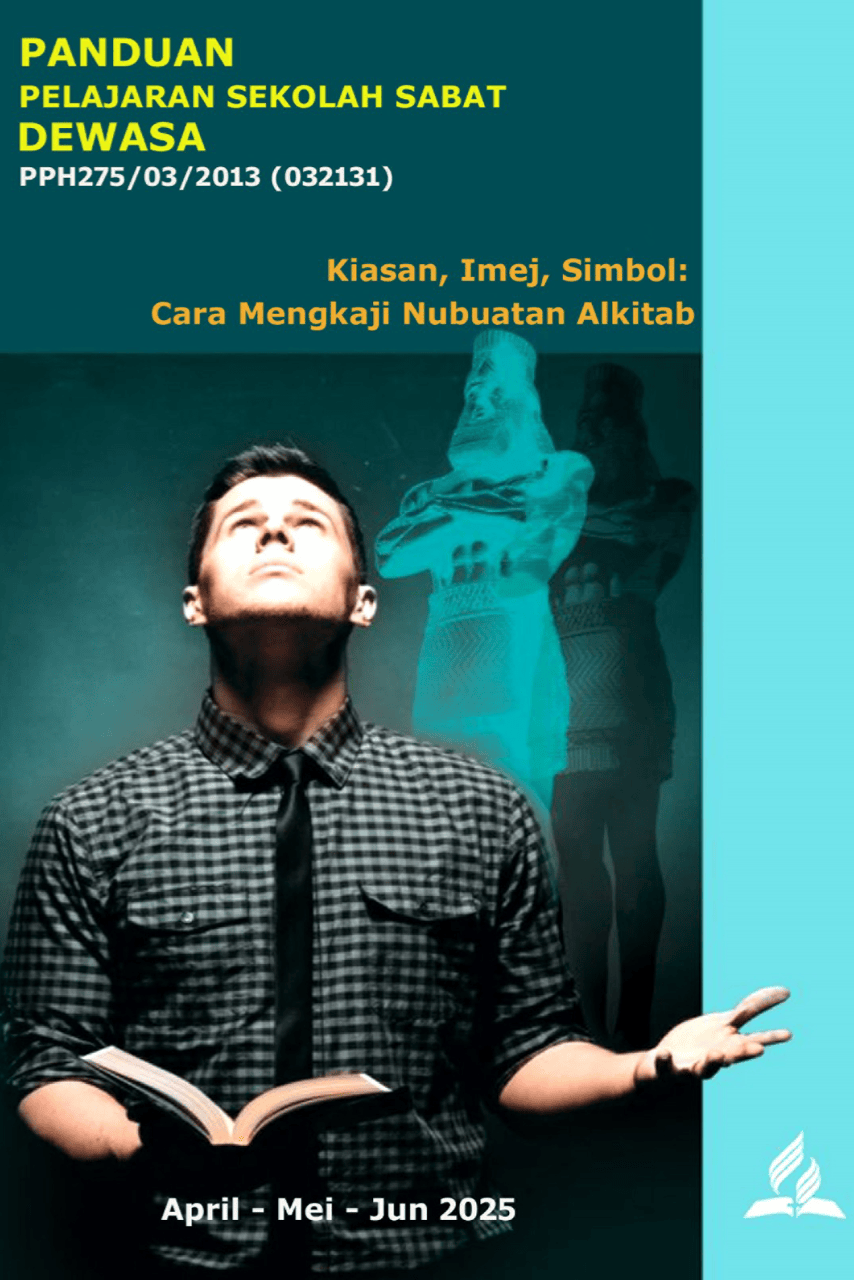 PANDUAN
PELAJARAN SEKOLAH SABAT
DEWASA
PPH275/03/2013 (032131)
Kiasan, Imej, Simbol:
Cara Mengkaji Nubuatan Alkitab
April - Mei - Jun 2025